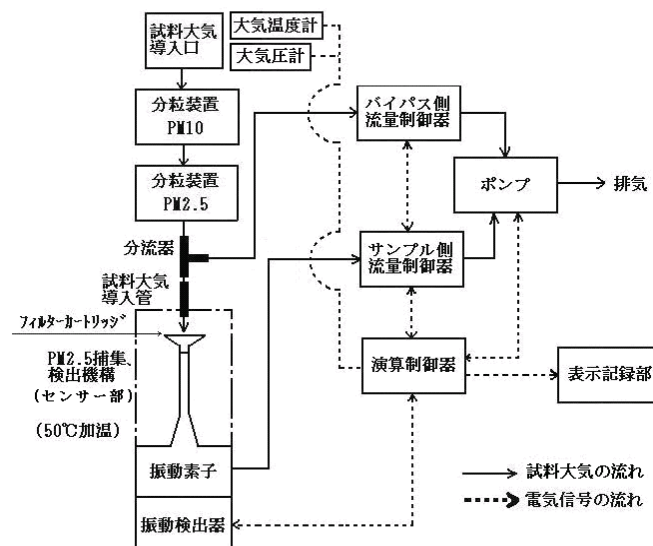 試料大気
導入口
大気温度計
大気圧計
分粒装置
PM10
バイパス側
流量制御器
分粒装置
PM2.5
ポンプ
排気
分流器
サンプル側
流量制御器
試料大気
導入管
フィルターカートリッジ
PM2.5捕集、
検出機構
(センサー部)
(50℃加温)
演算制御器
表示記録部
振動素子
試料大気の流れ
電気信号の流れ
振動検出器